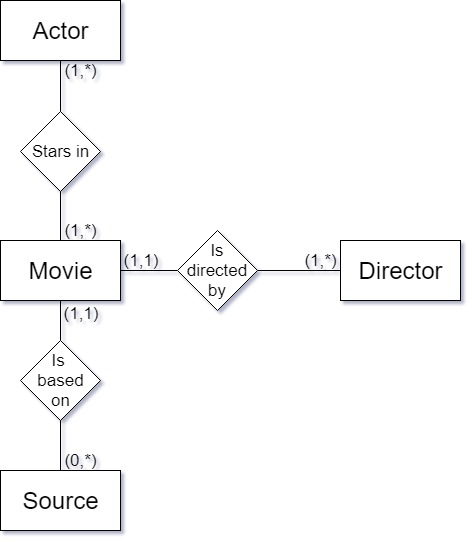 Actor
(1,*)
Stars in
(1,*)
Movie
(1,1)
Is
directed
by
(1,*)
Director
(1,1)
Is
based
on
(0,*)
Source